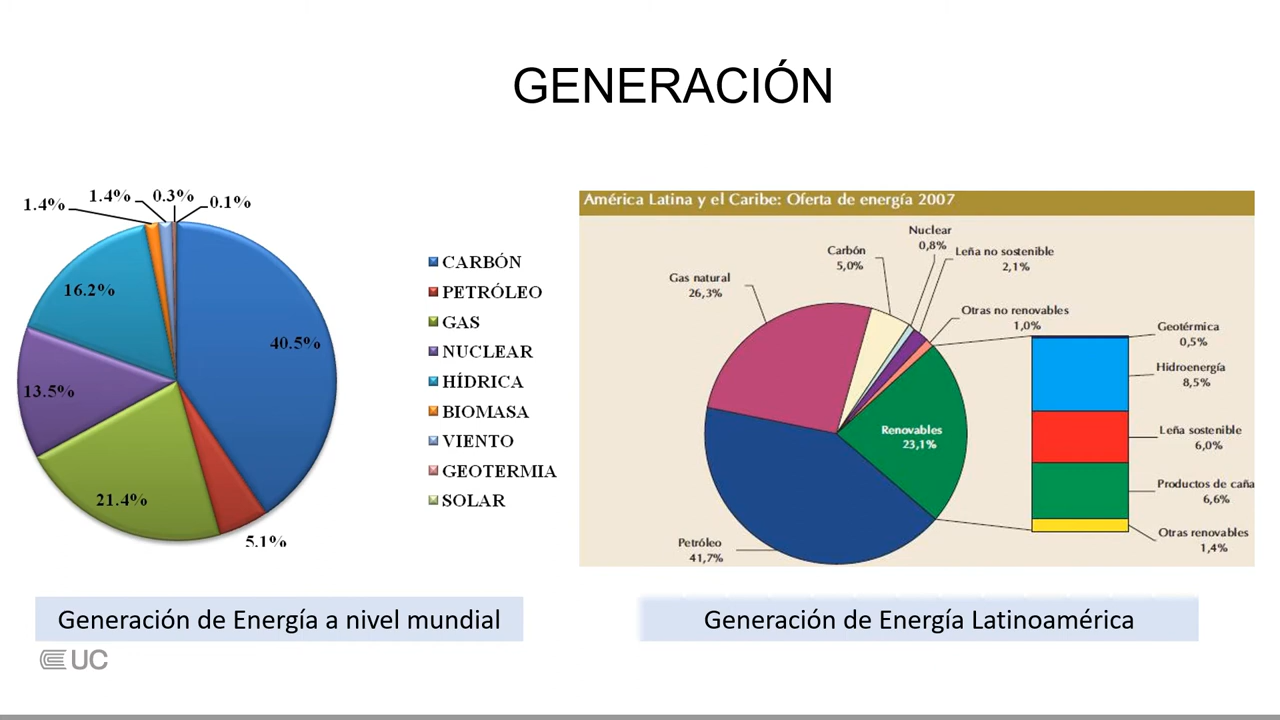 GENERACIÓN
1.4%
1.4%
0.3%
0.1%
16.2%
40.5%
13.5%
21.4%
5.1%
CARBÓN
PETRÓLEO
GAS
NUCLEAR
HÍDRICA
BIOMASA
VIENTO
GEOTERMIA
SOLAR
Generación de Energía a nivel mundial
UC
América Latina y el Caribe: Oferta de energía 2007
Nuclear
0,8%
Carbón
5,0%
Leña no sostenible
2,1%
Gas natural
26,3%
Otras no renovables
1,0%
Geotérmica
0,5%
Hidroenergía
8,5%
Renovables
23,1%
Leña sostenible
6,0%
Productos de caña
6,6%
Otras renovables
1,4%
Petróleo
41,7%
Generación de Energía Latinoamérica